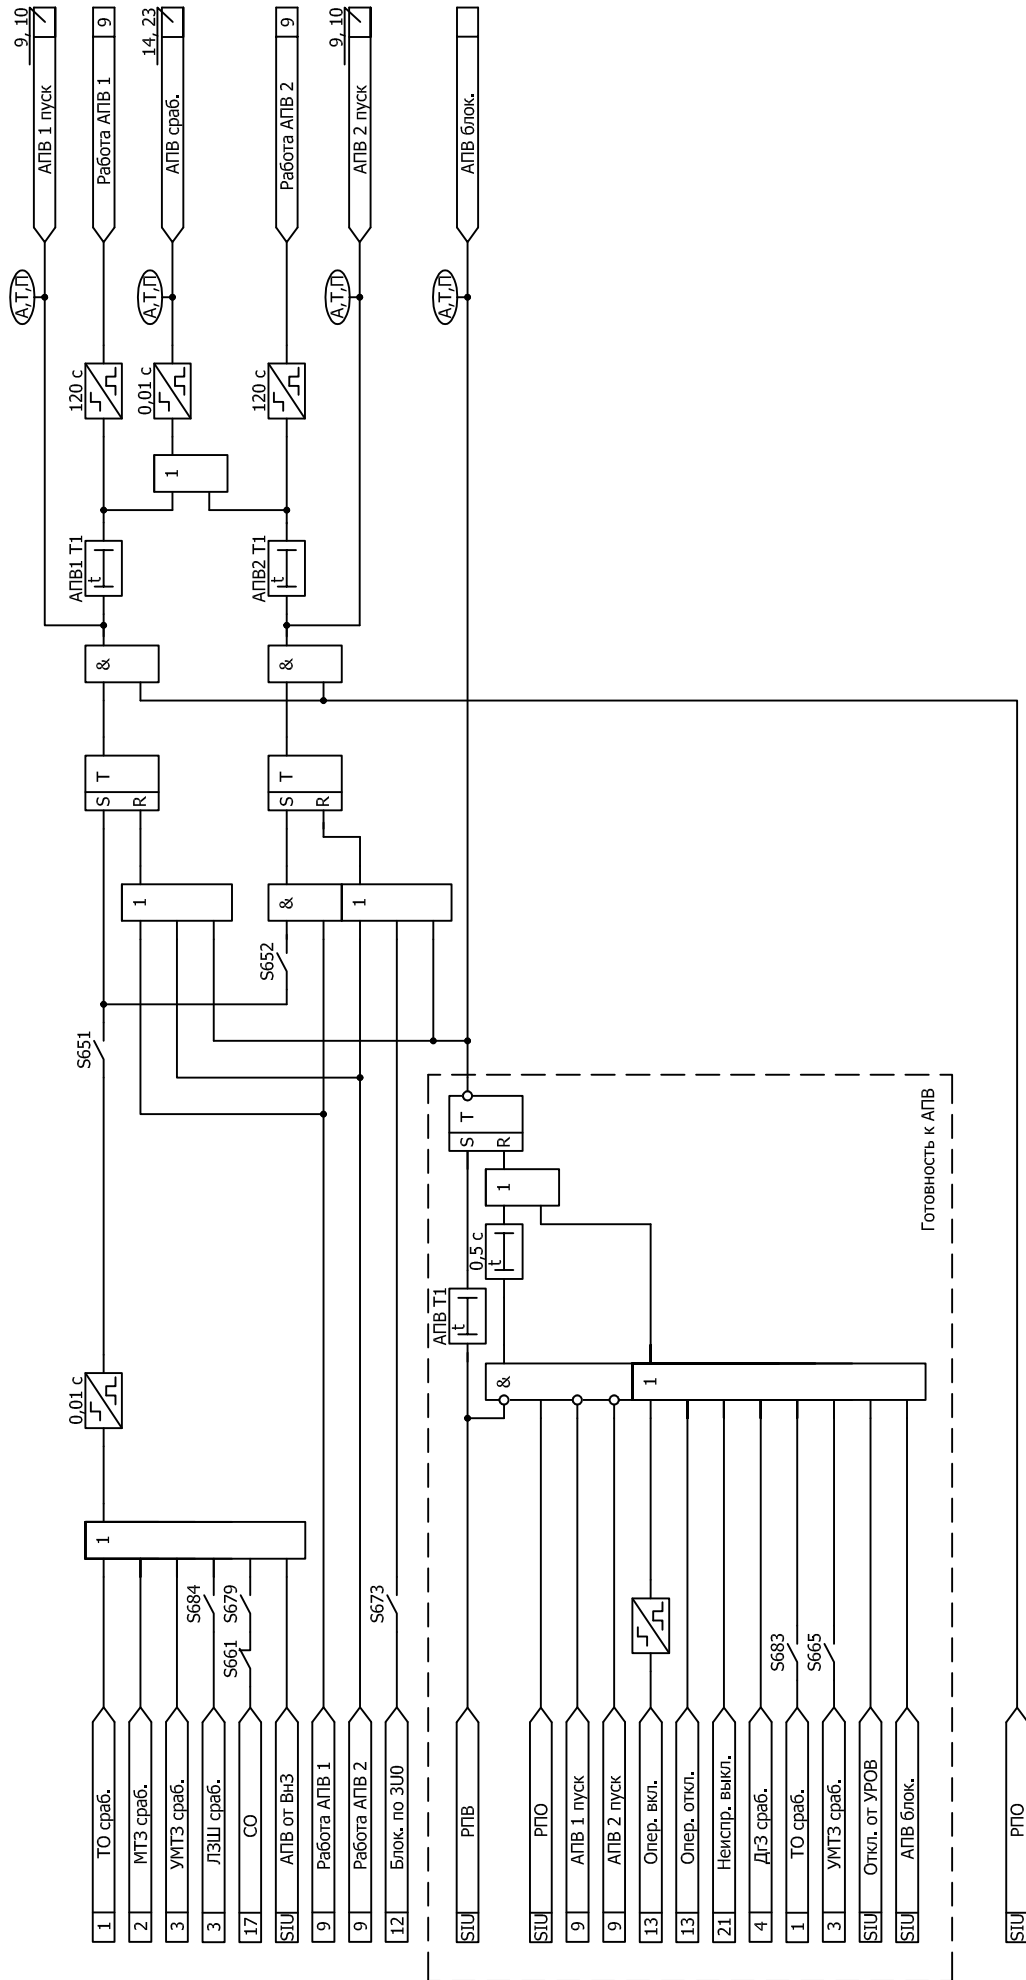 9, 10
АПВ 1 пуск
9
Работа АПВ 1
14, 23
АПВ сраб.
9
Работа АПВ 2
9, 10
АПВ 2 пуск
АПВ блок.
А,Т,П
А,Т,П
А,Т,П
А,Т,П
120 с
0,01 с
120 с
1
АПВ1 Т1
t
АПВ2 Т1
t
&
&
S T
R
S T
R
1
&
1
S652
S651
S T
R
1
Готовность к АПВ
0,5 с
t
АПВ Т1
t
&
1
0,01 с
1
S684
S679
S661
S673
S683
S665
1 ТО сраб.
2 МТЗ сраб.
3 УМТЗ сраб.
3 ЛЗШ сраб.
17 СО
SIU АПВ от ВнЗ
9 Работа АПВ 1
9 Работа АПВ 2
12 Блок. по 3U0
SIU РПВ
SIU РПО
9 АПВ 1 пуск
9 АПВ 2 пуск
13 Опер. вкл.
13 Опер. откл.
21 Неиспр. выкл.
4 ДгЗ сраб.
1 ТО сраб.
3 УМТЗ сраб.
SIU Откл. от УРОВ
SIU АПВ блок.
SIU РПО